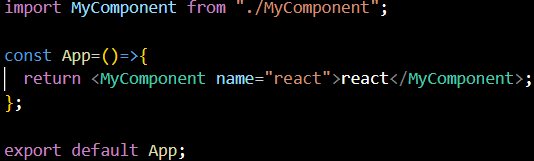 import MyComponent from "./MyComponent";
const App=()=>{
  return <MyComponent name="react">react</MyComponent>;
};
export default App;